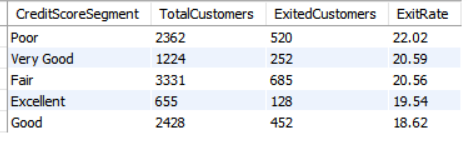 CreditScoreSegment TotalCustomers ExitedCustomers ExitRate
Poor 2362 520 22.02
Very Good 1224 252 20.59
Fair 3331 685 20.56
Excellent 655 128 19.54
Good 2428 452 18.62